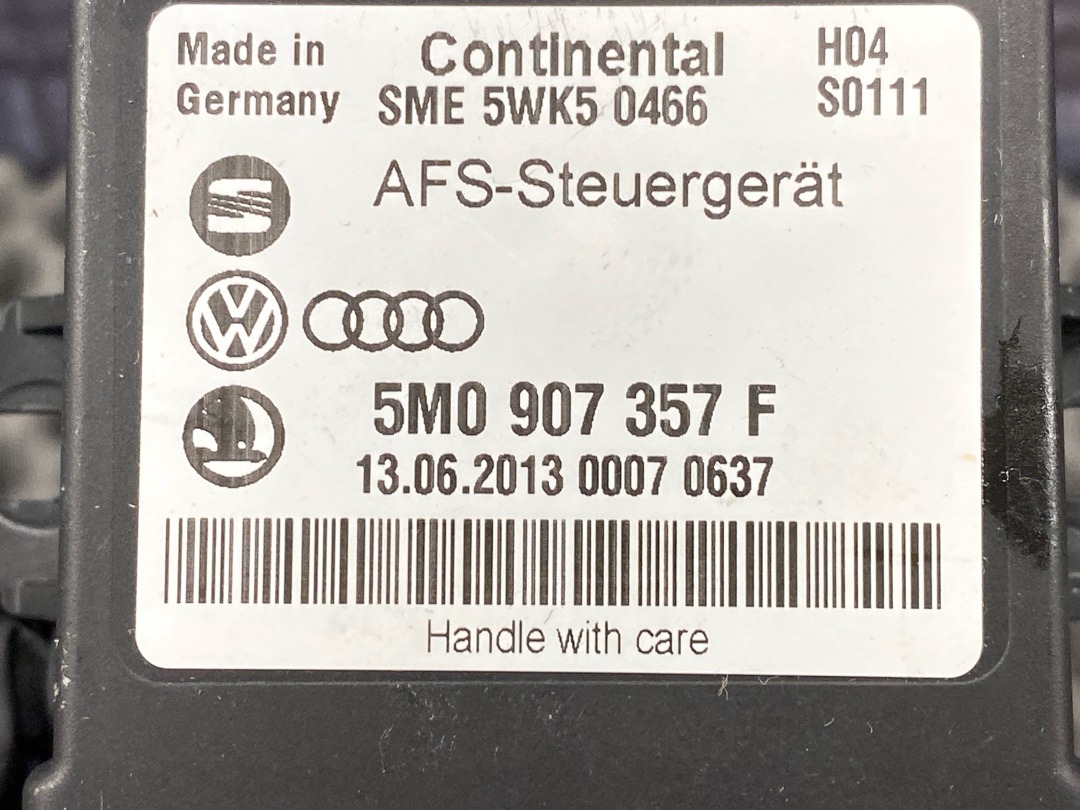 Made in Continental H04
Germany SME 5WK5 0466 S0111
AFS-Steuergerät
5M0 907 357 F
13.06.2013 0007 0637
Handle with care